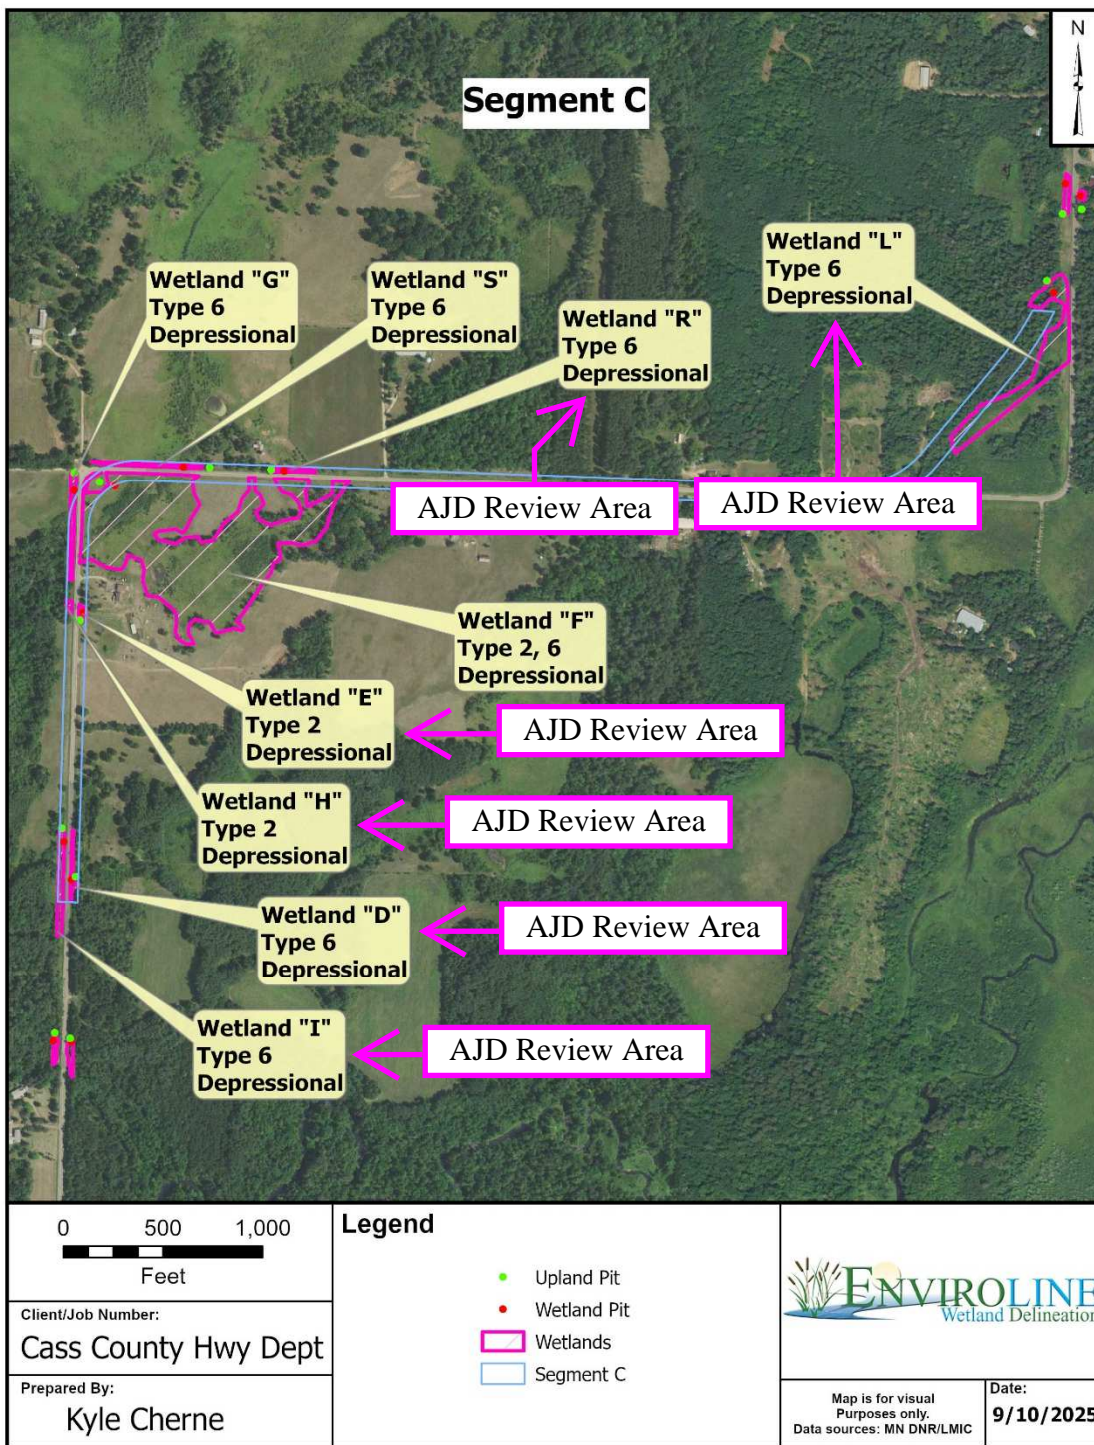 N
Segment C
Wetland "G"
Type 6
Depressional
Wetland "S"
Type 6
Depressional
Wetland "R"
Type 6
Depressional
Wetland "L"
Type 6
Depressional
AJD Review Area
AJD Review Area
Wetland "F"
Type 2, 6
Depressional
Wetland "E"
Type 2
Depressional
AJD Review Area
Wetland "H"
Type 2
Depressional
AJD Review Area
Wetland "D"
Type 6
Depressional
AJD Review Area
Wetland "I"
Type 6
Depressional
AJD Review Area
0 500 1,000
Feet
Client/Job Number:
Cass County Hwy Dept
Prepared By:
Kyle Cherne
Legend
Upland Pit
Wetland Pit
Wetlands
Segment C
ENVIROLINE
Wetland Delineation
Map is for visual
Purposes only.
Data sources: MN DNR/LMIC
Date:
9/10/2025